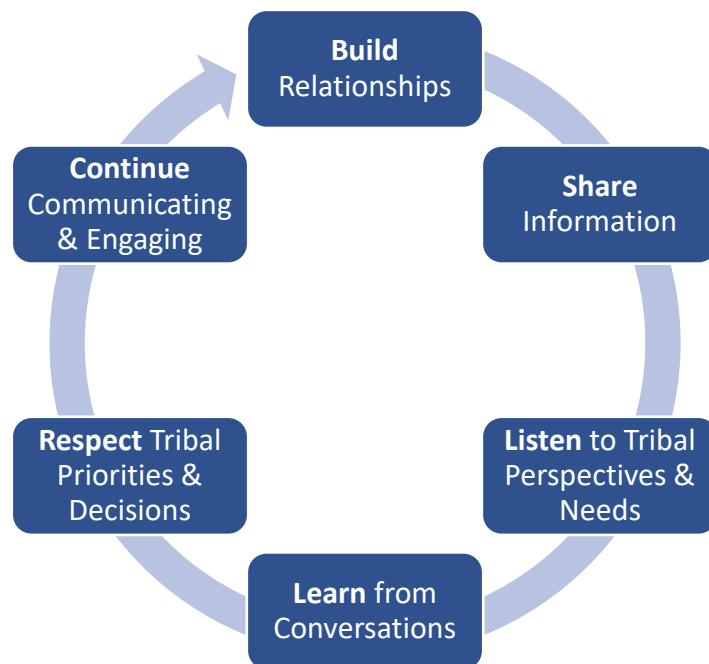 Build
Relationships
Share
Information
Listen to Tribal
Perspectives &
Needs
Learn from
Conversations
Respect Tribal
Priorities &
Decisions
Continue
Communicating
& Engaging